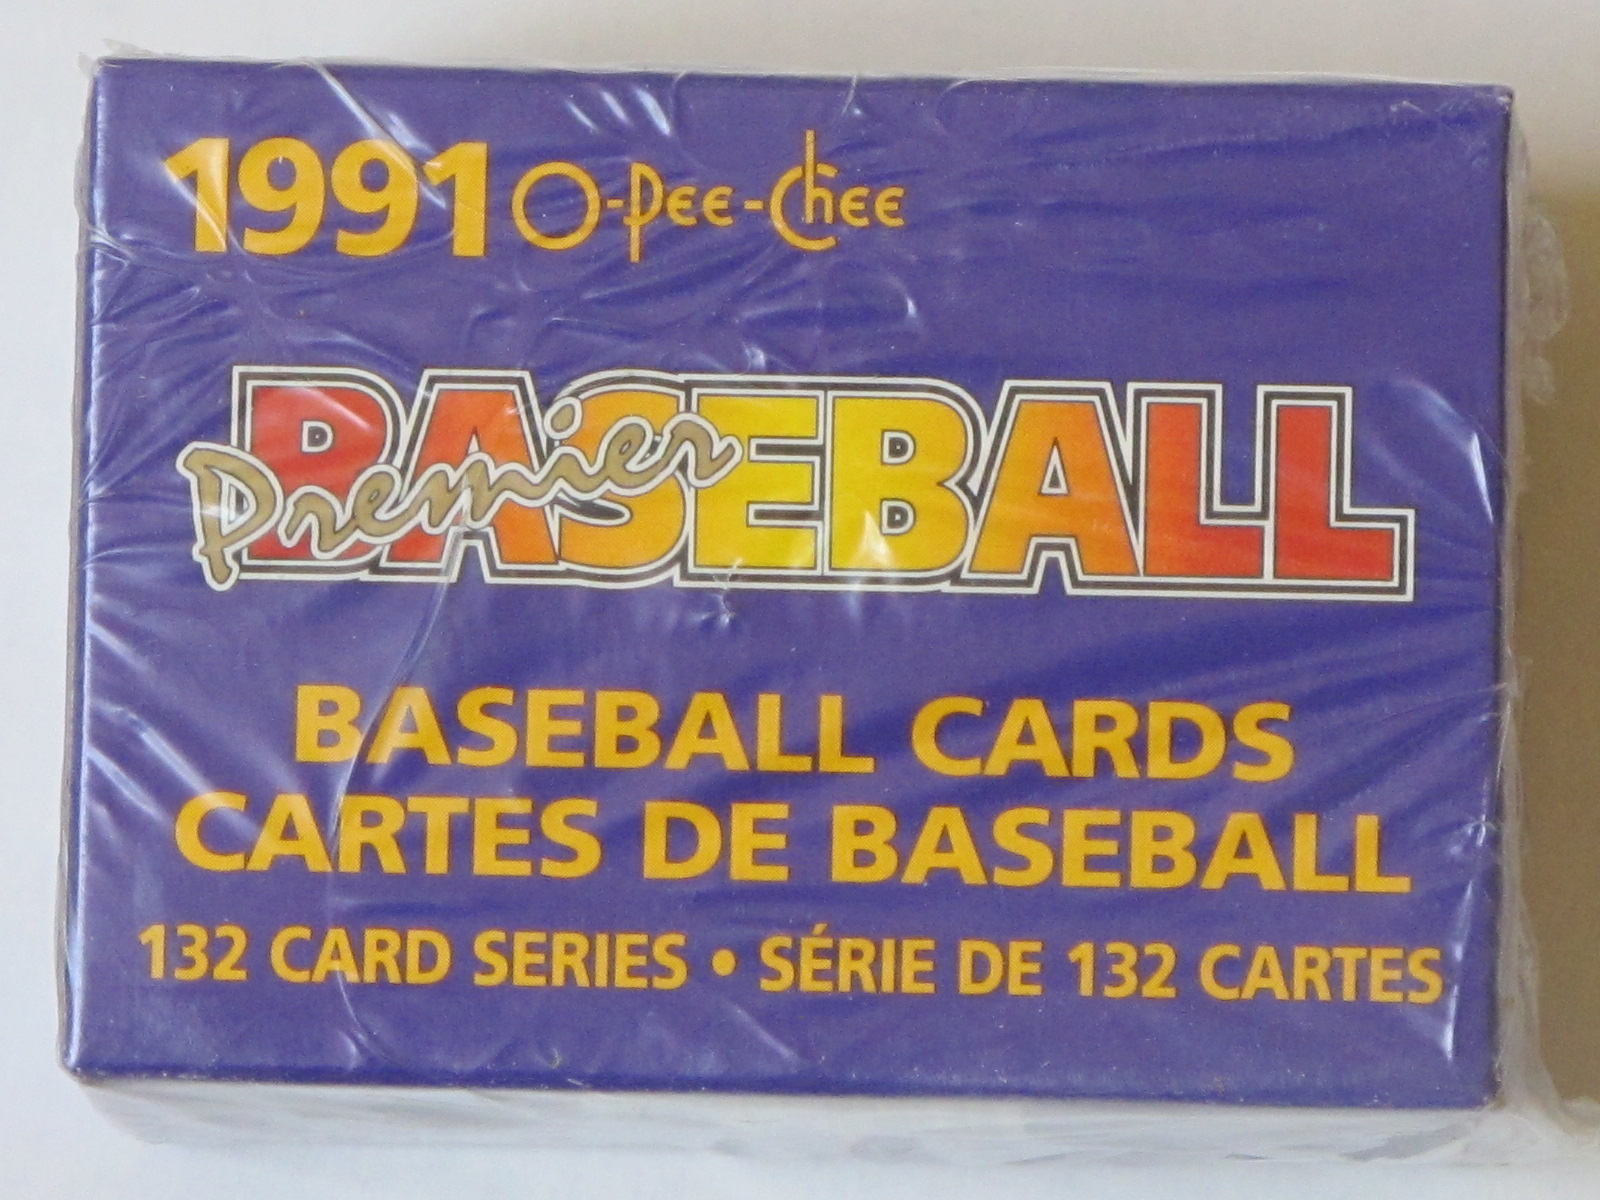 1991 O-Pee-Chee
Premier BASEBALL
BASEBALL CARDS
CARTES DE BASEBALL
132 CARD SERIES • SÉRIE DE 132 CARTES